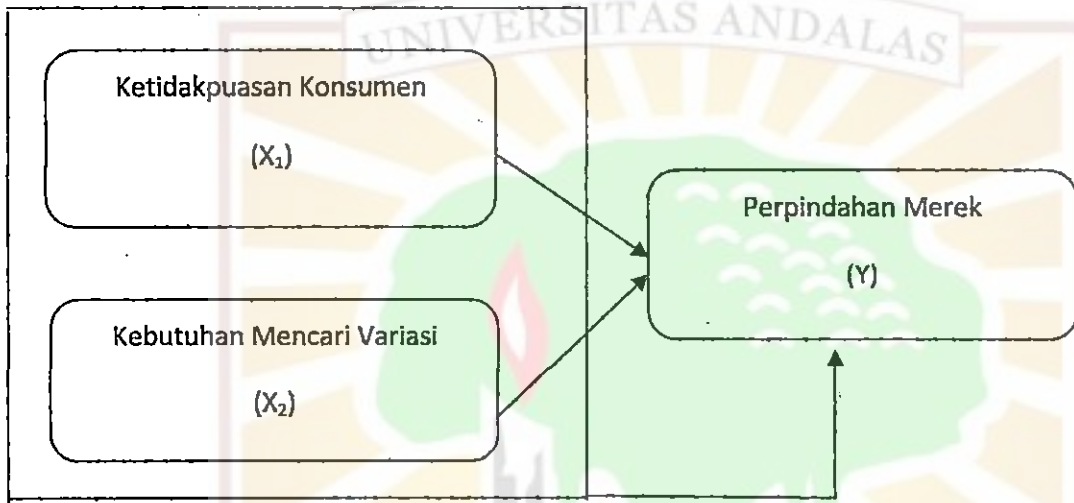 UNIVERSITAS ANDALAS
Ketidakpuasan Konsumen
(X₁)
Perpindahan Merek
(Y)
Kebutuhan Mencari Variasi
(X₂)